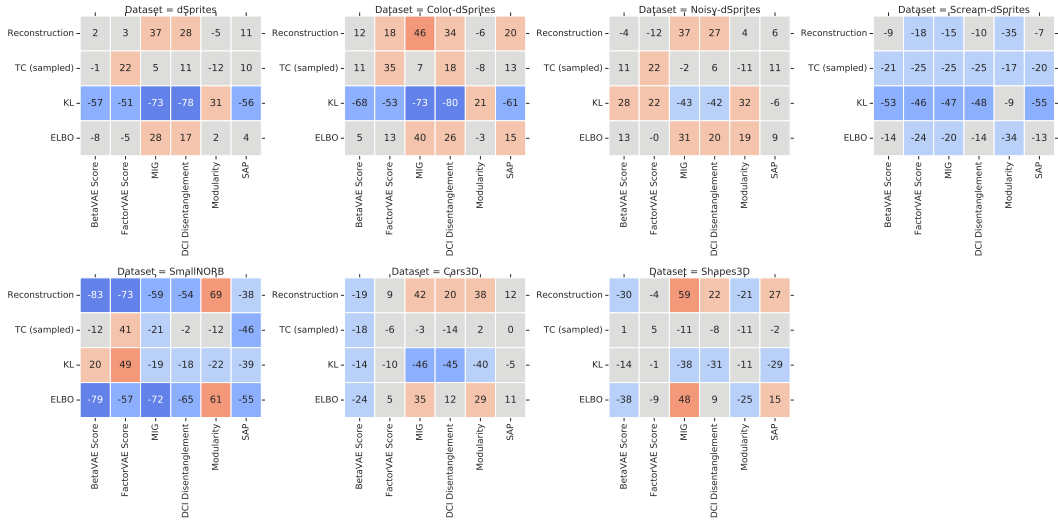 Dataset = dSprites
Reconstruction 2 3 37 28 -5 11
TC (sampled) -1 22 5 11 -12 10
KL -57 -51 -73 -78 31 -56
ELBO -8 -5 28 17 2 4
BetaVAE Score
FactorVAE Score
MIG
DCI Disentanglement
Modularity
SAP
Dataset = Color-dSprites
Reconstruction 12 18 46 34 -6 20
TC (sampled) 11 35 7 18 -8 13
KL -68 -53 -73 -80 21 -61
ELBO 5 13 40 26 -3 15
BetaVAE Score
FactorVAE Score
MIG
DCI Disentanglement
Modularity
SAP
Dataset = Noisy-dSprites
Reconstruction -4 -12 37 27 4 6
TC (sampled) 11 22 -2 6 -11 11
KL 28 22 -43 -42 32 -6
ELBO 13 -0 31 20 19 9
BetaVAE Score
FactorVAE Score
MIG
DCI Disentanglement
Modularity
SAP
Dataset = Scream-dSprites
Reconstruction -9 -18 -15 -10 -35 -7
TC (sampled) -21 -25 -25 -25 -17 -20
KL -53 -46 -47 -48 -9 -55
ELBO -14 -24 -20 -14 -34 -13
BetaVAE Score
FactorVAE Score
MIG
DCI Disentanglement
Modularity
SAP
Dataset = SmallNORB
Reconstruction -83 -73 -59 -54 69 -38
TC (sampled) -12 41 -21 -2 -12 -46
KL 20 49 -19 -18 -22 -39
ELBO -79 -57 -72 -65 61 -55
BetaVAE Score
FactorVAE Score
MIG
DCI Disentanglement
Modularity
SAP
Dataset = Cars3D
Reconstruction -19 9 42 20 38 12
TC (sampled) -18 -6 -3 -14 2 0
KL -14 -10 -46 -45 -40 -5
ELBO -24 5 35 12 29 11
BetaVAE Score
FactorVAE Score
MIG
DCI Disentanglement
Modularity
SAP
Dataset = Shapes3D
Reconstruction -30 -4 59 22 -21 27
TC (sampled) 1 5 -11 -8 -11 -2
KL -14 -1 -38 -31 -11 -29
ELBO -38 -9 48 9 -25 15
BetaVAE Score
FactorVAE Score
MIG
DCI Disentanglement
Modularity
SAP